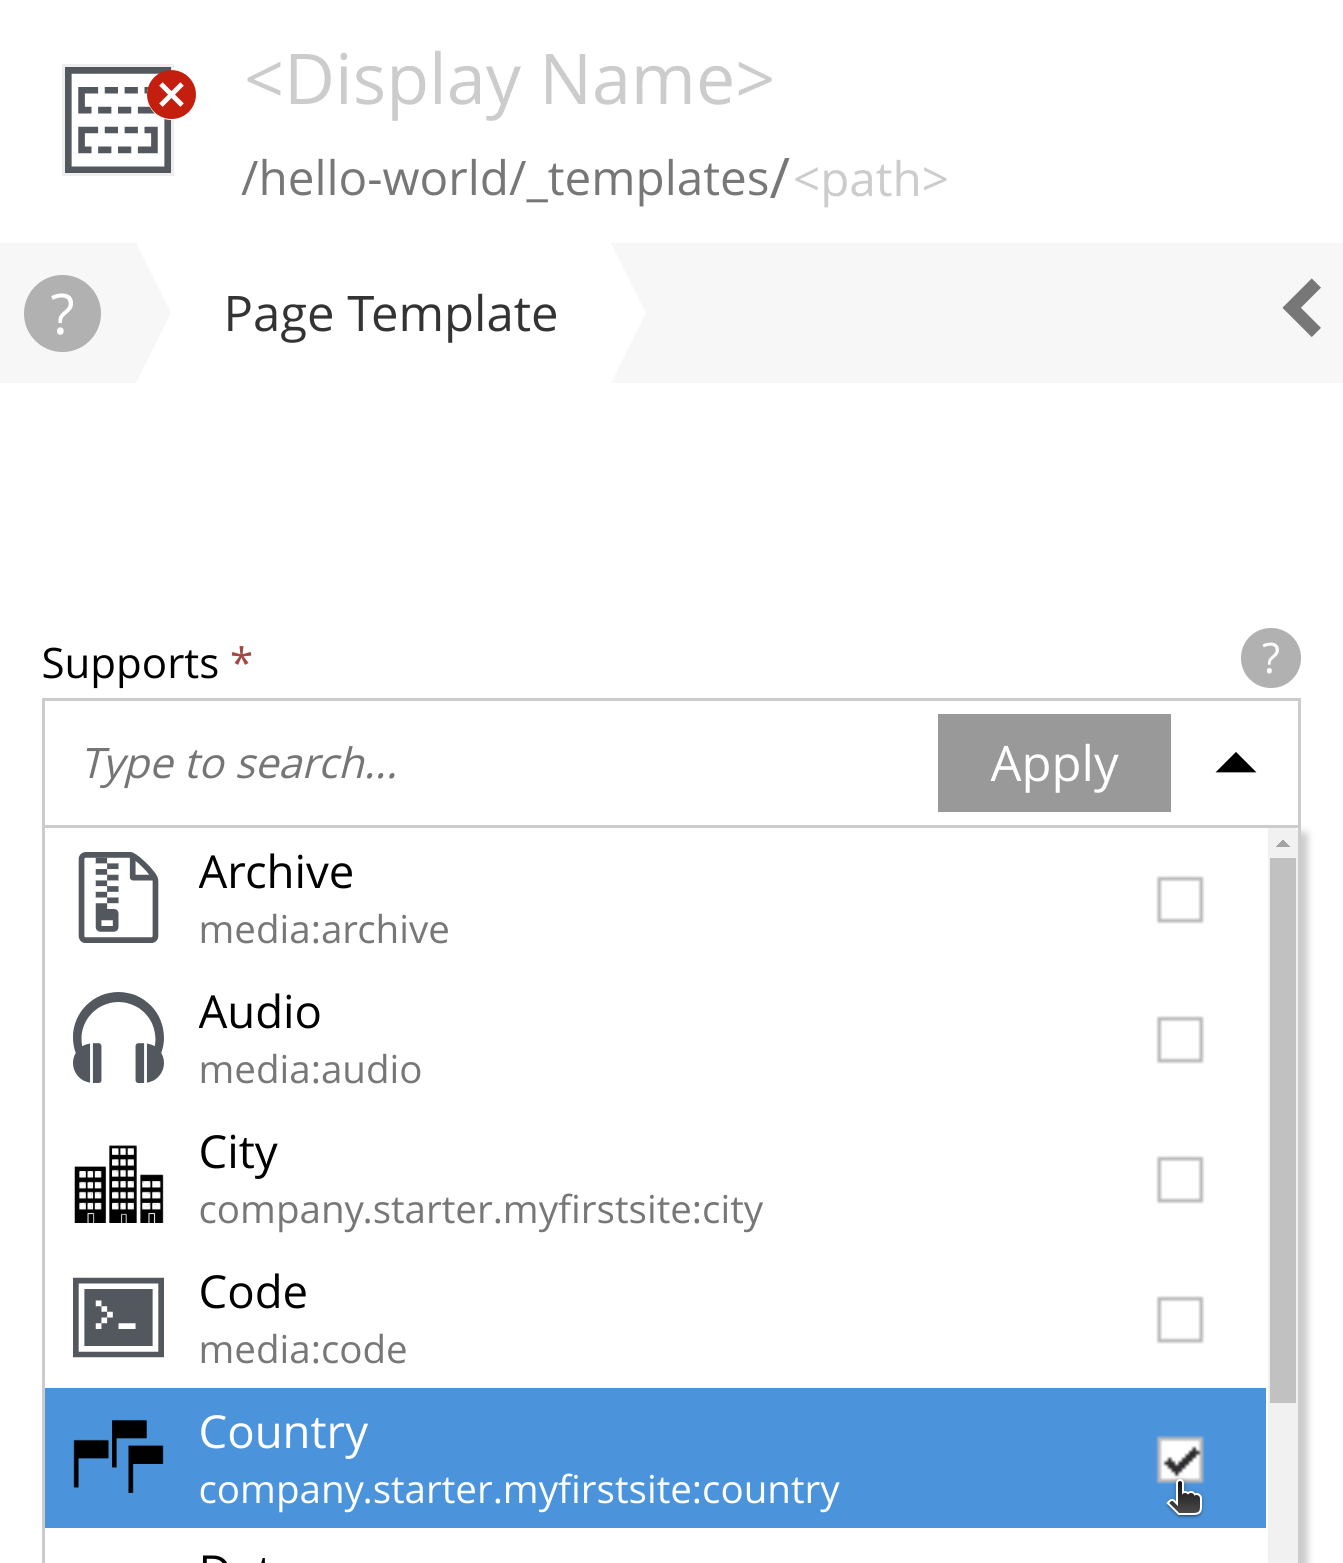 <Display Name>
/hello-world/_templates/<path>
?
Page Template
Supports *
?
Type to search...
Apply
Archive
media:archive
Audio
media:audio
City
company.starter.myfirstsite:city
Code
media:code
Country
company.starter.myfirstsite:country